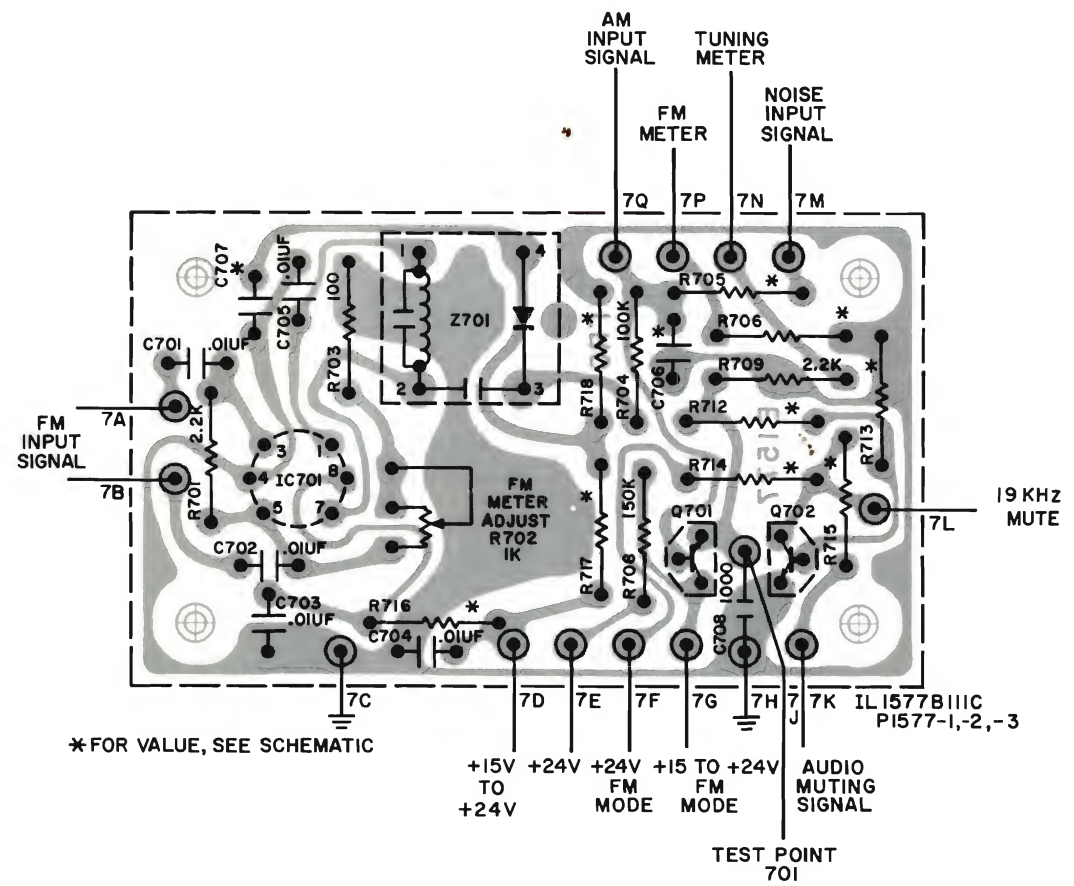 AM
INPUT
SIGNAL
TUNING
METER
FM
METER
NOISE
INPUT
SIGNAL
7Q
7P
7N
7M
C707
*
.01UF
C705
100
R703
1
4
Z701
2
3
C701
.01UF
7A
FM
INPUT
SIGNAL
7B
2.2K
R701
3
1
4
IC701
8
5
7
FM
METER
ADJUST
R702
1K
*
R718
100K
R704
*
C706
R705
*
R706
*
R709
2.2K
R712
*
*
R713
R714
*
*
R715
19 KHz
MUTE
7L
*
R717
150K
R708
Q701
Q702
1000
C708
C702
.01UF
C703
.01UF
R716
*
C704
.01UF
7C
7D
7E
7F
7G
7H
7J
7K
IL1577B111C
P1577-1,-2,-3
*FOR VALUE, SEE SCHEMATIC
+15V
TO
+24V
+24V
+24V
FM
MODE
+15 TO +24V
FM
MODE
AUDIO
MUTING
SIGNAL
TEST POINT
701